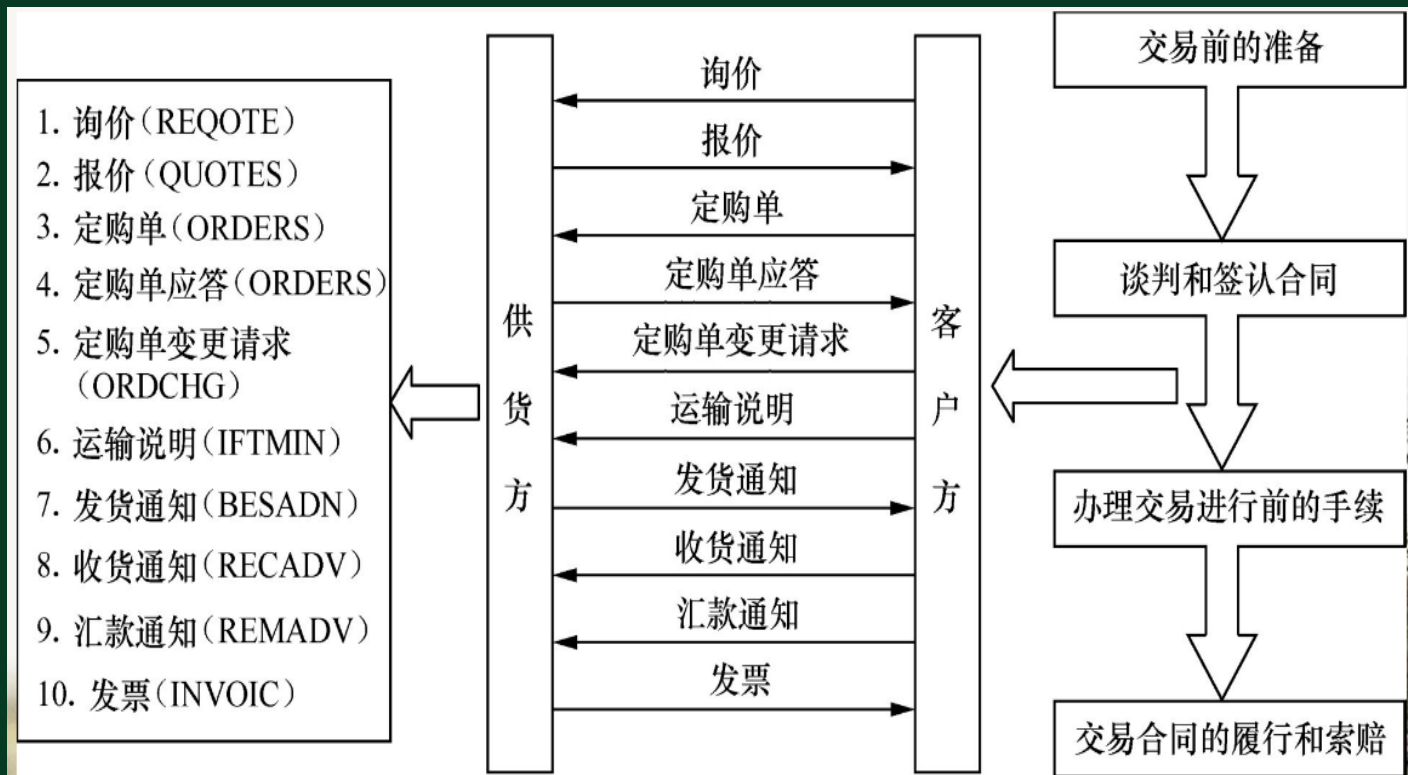 1. 询价(REQOTE)
2. 报价(QUOTES)
3. 定购单(ORDERS)
4. 定购单应答(ORDERS)
5. 定购单变更请求
(ORDCHG)
6. 运输说明(IFTMIN)
7. 发货通知(BESADN)
8. 收货通知(RECADV)
9. 汇款通知(REMADV)
10. 发票(INVOIC)
供货方
询价
报价
定购单
定购单应答
定购单变更请求
运输说明
发货通知
收货通知
汇款通知
发票
客户方
交易前的准备
谈判和签认合同
办理交易进行前的手续
交易合同的履行和索赔